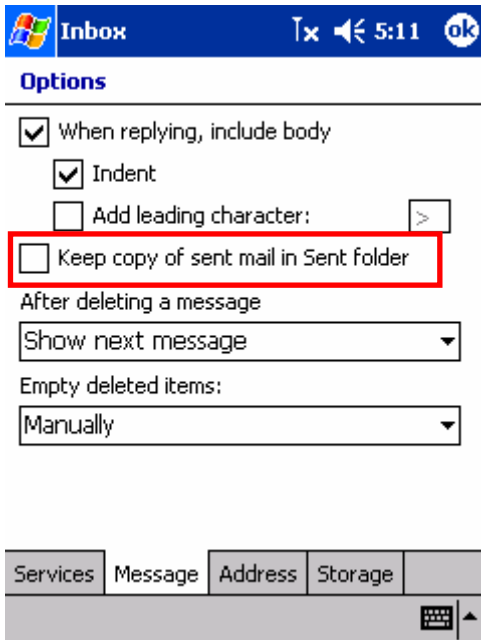 Inbox 5:11 ok
Options
When replying, include body
Indent
Add leading character: >
Keep copy of sent mail in Sent folder
After deleting a message
Show next message
Empty deleted items:
Manually
Services Message Address Storage